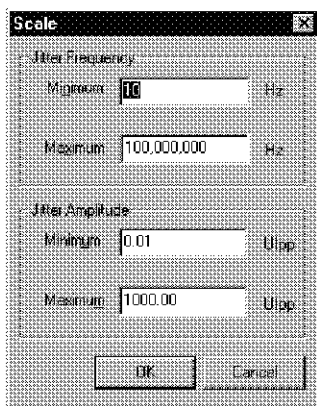 Scale
Jitter Frequency
Minimum 10 Hz
Maximum 100,000,000 Hz
Jitter Amplitude
Minimum 0.01 UIpp
Maximum 1000.00 UIpp
OK Cancel